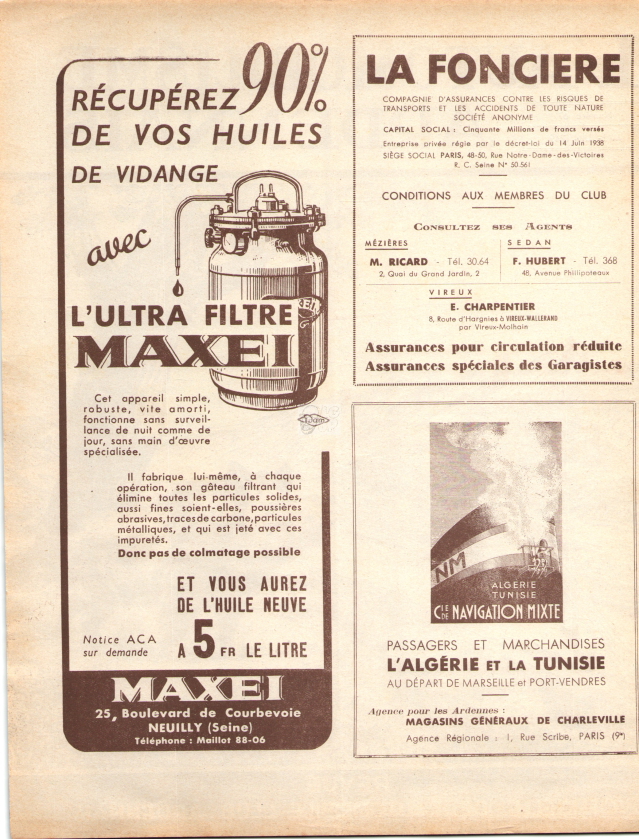 RÉCUPÉREZ 90%
DE VOS HUILES
DE VIDANGE
avec
L'ULTRA FILTRE
MAXEI
Cet appareil simple,
robuste, vite amorti,
fonctionne sans surveil-
lance de nuit comme de
jour, sans main d'œuvre
spécialisée.
Il fabrique lui-même, à chaque
opération, son gâteau filtrant qui
élimine toutes les particules solides,
aussi fines soient-elles, poussières
abrasives, traces de carbone, particules
métalliques, et qui est jeté avec ces
impuretés.
Donc pas de colmatage possible
ET VOUS AUREZ
DE L'HUILE NEUVE
A 5 FR LE LITRE
Notice ACA
sur demande
MAXEI
25, Boulevard de Courbevoie
NEUILLY (Seine)
Téléphone : Maillot 88-06
LA FONCIERE
COMPAGNIE D'ASSURANCES CONTRE LES RISQUES DE
TRANSPORTS ET LES ACCIDENTS DE TOUTE NATURE
SOCIÉTÉ ANONYME
CAPITAL SOCIAL : Cinquante Millions de francs versés
Entreprise privée régie par le décret-loi du 14 Juin 1938
SIÈGE SOCIAL PARIS, 48-50, Rue Notre-Dame-des-Victoires
R. C. Seine N° 50.561
CONDITIONS AUX MEMBRES DU CLUB
CONSULTEZ SES AGENTS
MÉZIÈRES
M. RICARD - Tél. 30.64
2, Quai du Grand Jardin, 2
SEDAN
F. HUBERT - Tél. 368
48, Avenue Philippoteaux
VIREUX
E. CHARPENTIER
8, Route d'Hargnies à VIREUX-WALLERAND
par Vireux-Molhain
Assurances pour circulation réduite
Assurances spéciales des Garagistes
NM
ALGERIE
TUNISIE
CIE DE NAVIGATION MIXTE
PASSAGERS ET MARCHANDISES
L'ALGÉRIE ET LA TUNISIE
AU DÉPART DE MARSEILLE et PORT-VENDRES
Agence pour les Ardennes :
MAGASINS GÉNÉRAUX DE CHARLEVILLE
Agence Régionale : 1, Rue Scribe, PARIS (9e)